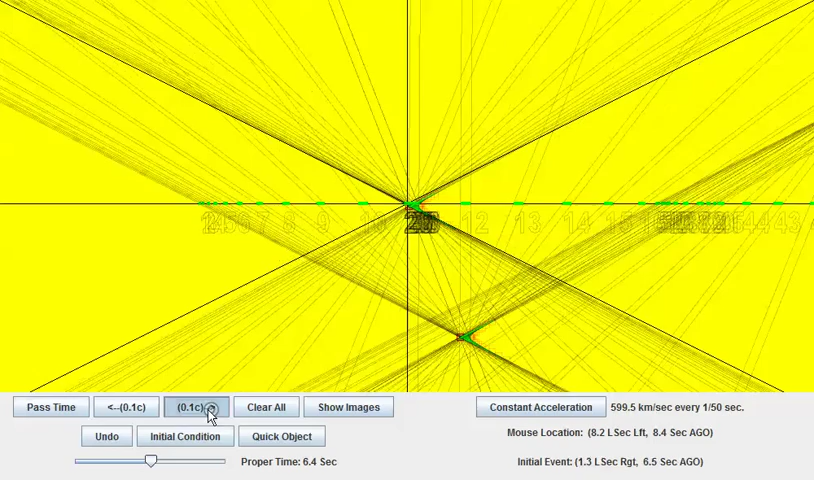 7 8 9 10 12 13 14 15
Pass Time <--(0.1c) (0.1c) Clear All Show Images Constant Acceleration 599.5 km/sec every 1/50 sec.
Undo Initial Condition Quick Object Mouse Location: (8.2 LSec Lft, 8.4 Sec AGO)
Proper Time: 6.4 Sec Initial Event: (1.3 LSec Rgt, 6.5 Sec AGO)